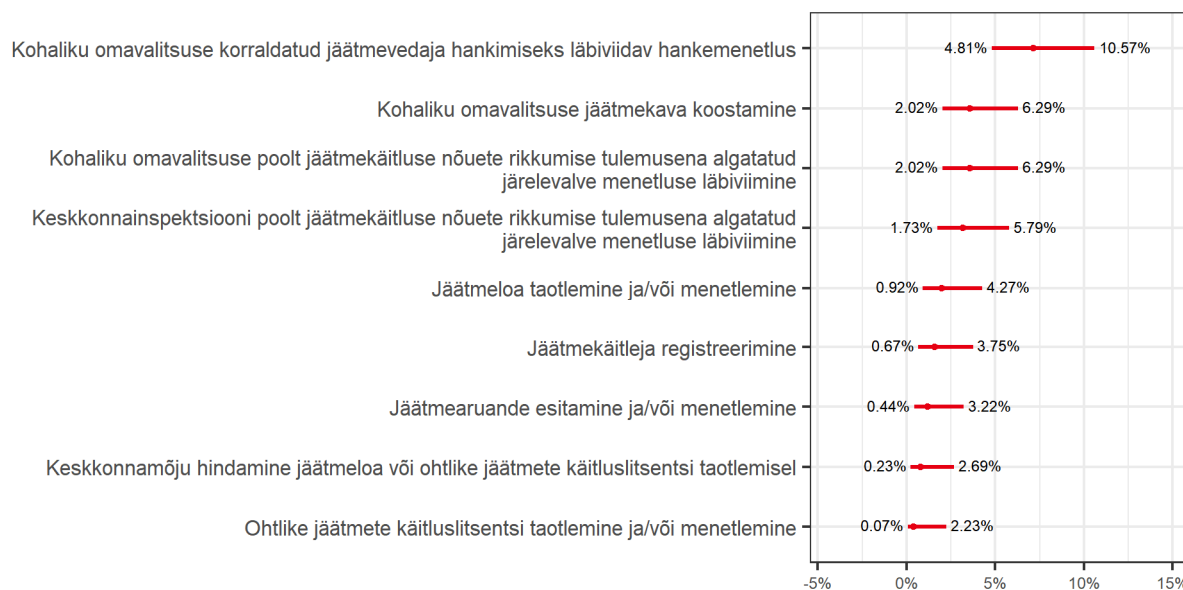 Kohaliku omavalitsuse korraldatud jäätmevedaja hankimiseks läbiviidav hankemenetlus 4.81% 10.57%
Kohaliku omavalitsuse jäätmekava koostamine 2.02% 6.29%
Kohaliku omavalitsuse poolt jäätmekäitluse nõuete rikkumise tulemusena algatatud
järelevalve menetluse läbiviimine 2.02% 6.29%
Keskkonnainspektsiooni poolt jäätmekäitluse nõuete rikkumise tulemusena algatatud
järelevalve menetluse läbiviimine 1.73% 5.79%
Jäätmeloa taotlemine ja/või menetlemine 0.92% 4.27%
Jäätmekäitleja registreerimine 0.67% 3.75%
Jäätmearuande esitamine ja/või menetlemine 0.44% 3.22%
Keskkonnamõju hindamine jäätmeloa või ohtlike jäätmete käitluslitsentsi taotlemisel 0.23% 2.69%
Ohtlike jäätmete käitluslitsentsi taotlemine ja/või menetlemine 0.07% 2.23%
-5% 0% 5% 10% 15%